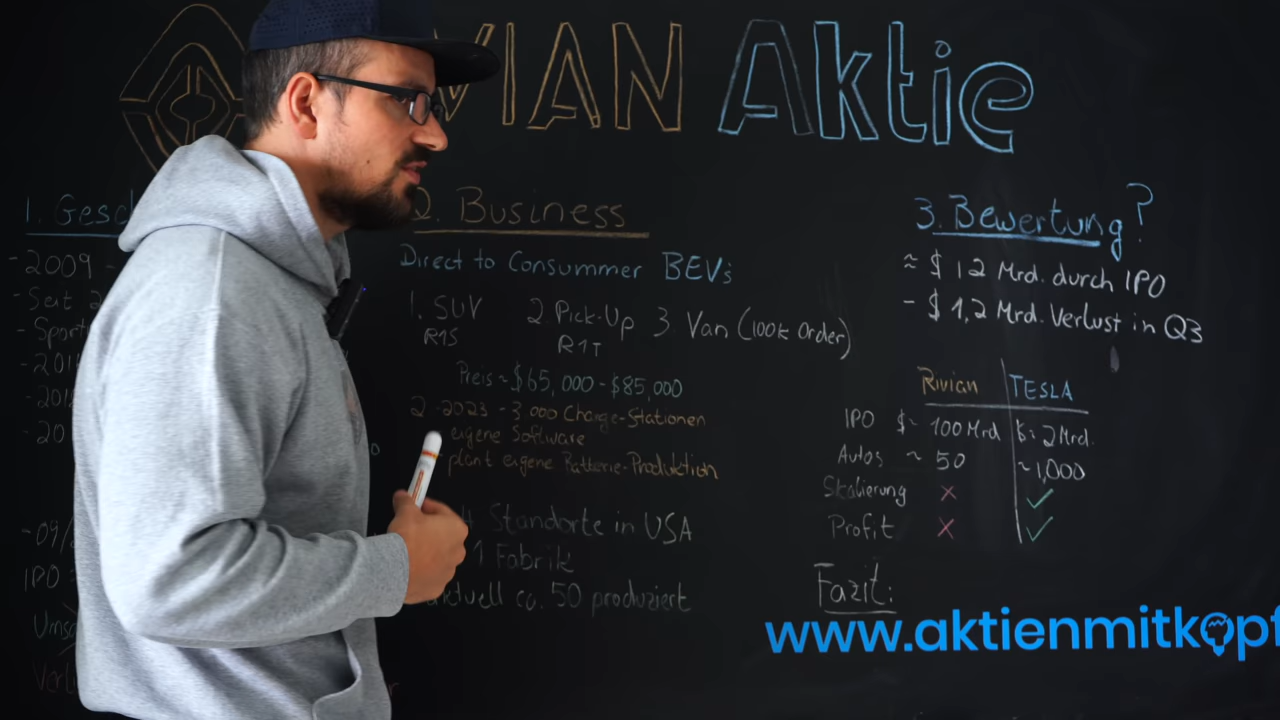 VIAN Aktie
1. Gesc
- 2009 -
- Seit 2
- Sport
- 201
- 201
- 20
- 09/
IPO
Ums
Verl
2. Business
Direct to Consummer BEVs
1. SUV 2. Pick-Up 3. Van (100k Order)
R1S R1T
Preis ~ $65,000 - $85,000
2 - 2023 - 3000 Charge-Stationen
eigene Software
plant eigene Batterie-Produktion
4 Standorte in USA
1 Fabrik
aktuell ca. 50 produziert
3. Bewertung?
≈ $ 12 Mrd. durch IPO
- $ 1,2 Mrd. Verlust in Q3
Rivian TESLA
IPO $~ 100 Mrd $~ 2 Mrd.
Autos ~ 50 ~1,000
Skalierung ✗ ✓
Profit ✗ ✓
Fazit:
www.aktienmitkopf